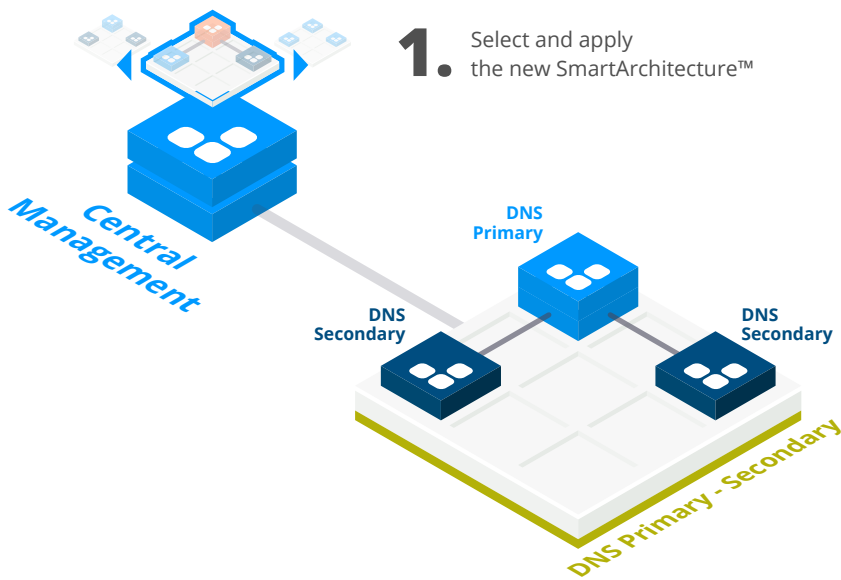 1.
Select and apply
the new SmartArchitecture™
Central
Management
DNS
Primary
DNS
Secondary
DNS
Secondary
DNS Primary - Secondary